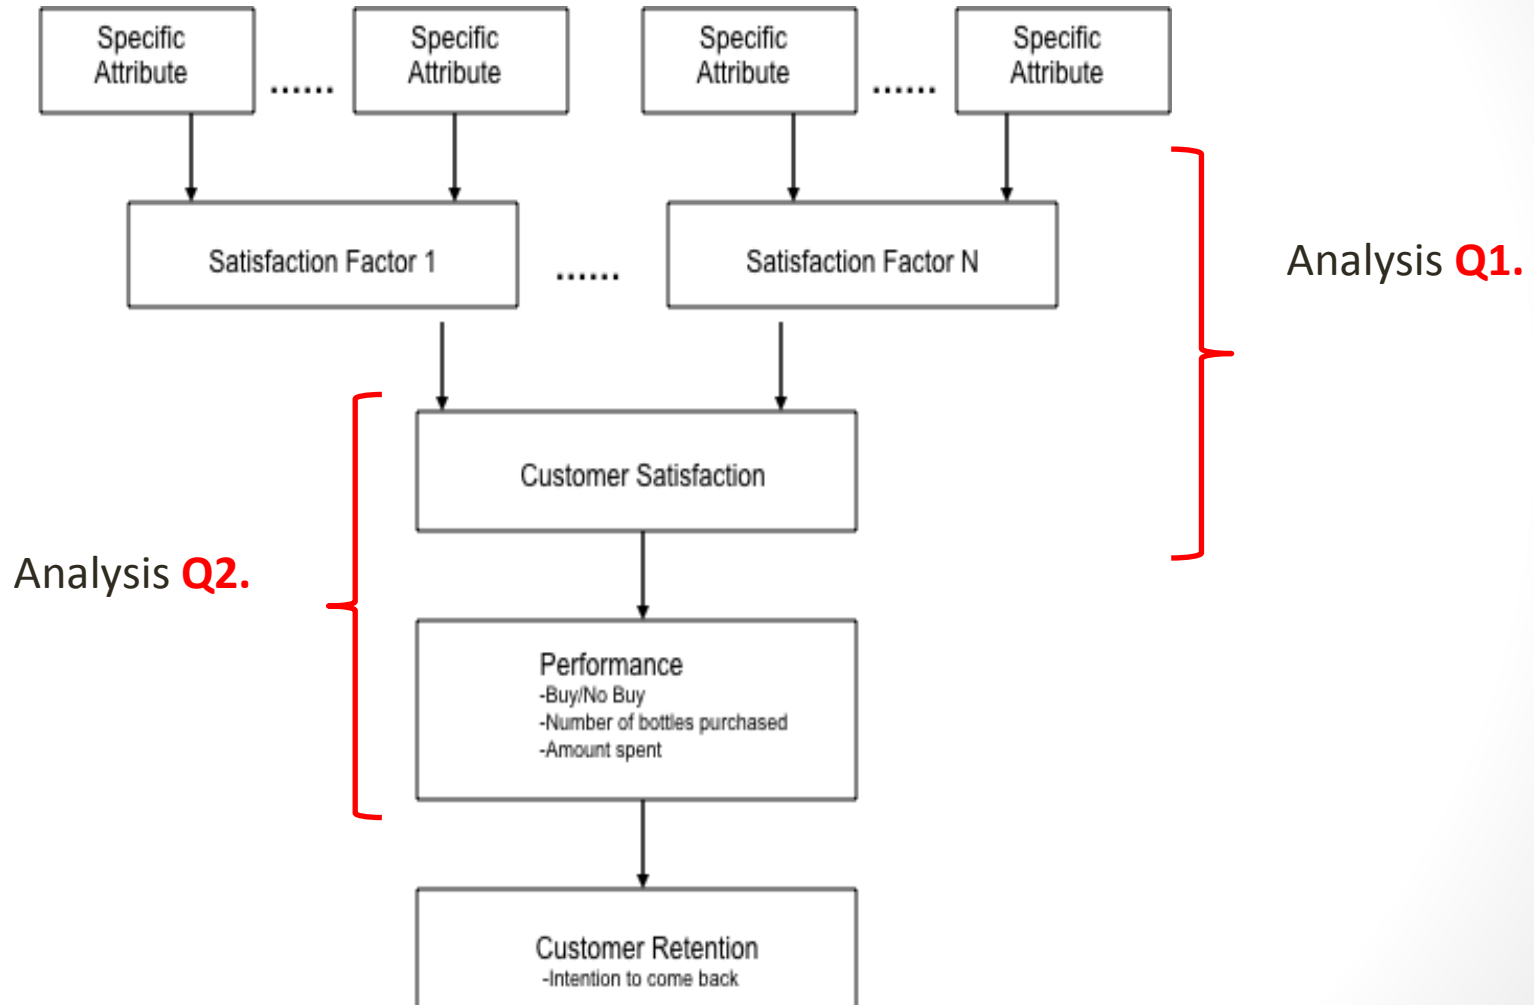 Specific
Attribute
......
Specific
Attribute
Specific
Attribute
......
Specific
Attribute
Satisfaction Factor 1
......
Satisfaction Factor N
Analysis Q1.
Customer Satisfaction
Analysis Q2.
Performance
-Buy/No Buy
-Number of bottles purchased
-Amount spent
Customer Retention
-Intention to come back